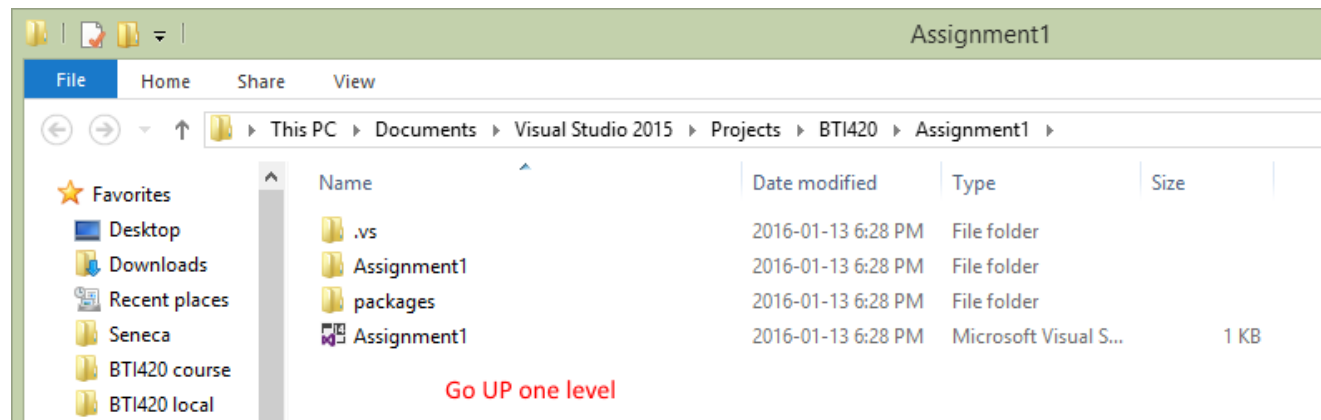 Assignment1
File Home Share View
This PC Documents Visual Studio 2015 Projects BTI420 Assignment1
Favorites
Desktop
Downloads
Recent places
Seneca
BTI420 course
BTI420 local
Name Date modified Type Size
.vs 2016-01-13 6:28 PM File folder
Assignment1 2016-01-13 6:28 PM File folder
packages 2016-01-13 6:28 PM File folder
Assignment1 2016-01-13 6:28 PM Microsoft Visual S... 1 KB
Go UP one level